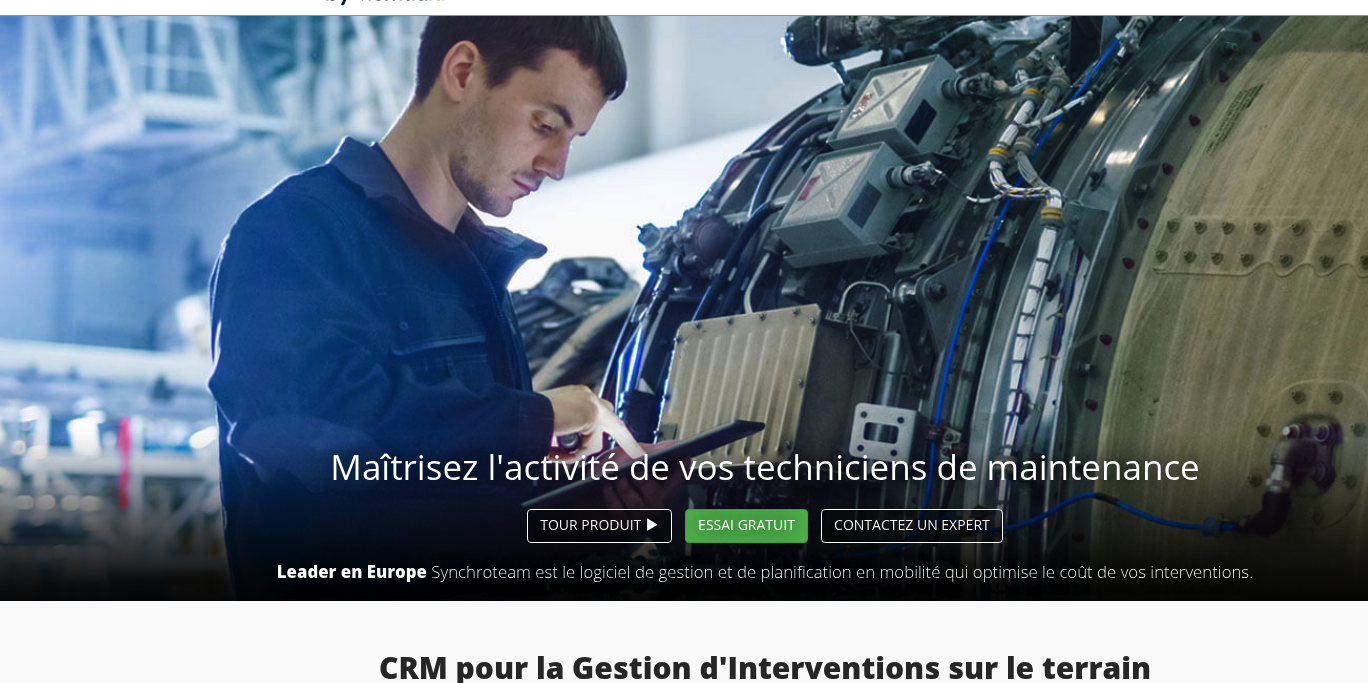 Maîtrisez l'activité de vos techniciens de maintenance
TOUR PRODUIT ESSAI GRATUIT CONTACTEZ UN EXPERT
Leader en Europe Synchroteam est le logiciel de gestion et de planification en mobilité qui optimise le coût de vos interventions.
CRM pour la Gestion d'Interventions sur le terrain